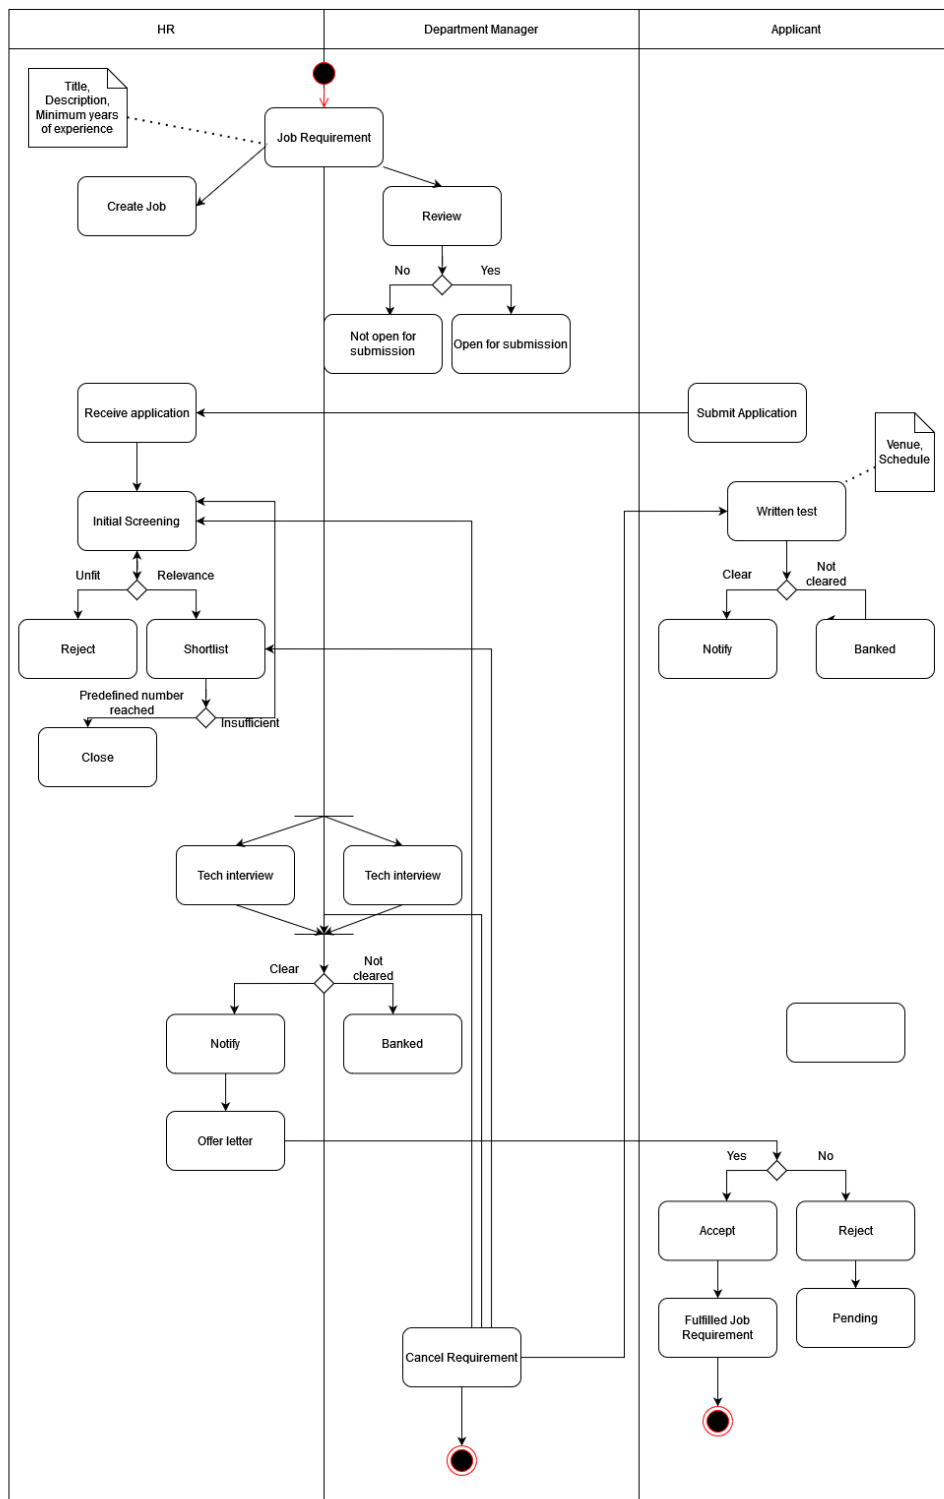 HR
Department Manager
Applicant
Title,
Description,
Minimum years
of experience
Job Requirement
Create Job
Review
No
Yes
Not open for
submission
Open for submission
Receive application
Submit Application
Venue,
Schedule
Initial Screening
Written test
Unfit
Relevance
Clear
Not
cleared
Reject
Shortlist
Notify
Banked
Predefined number
reached
Insufficient
Close
Tech interview
Tech interview
Clear
Not
cleared
Notify
Banked
Offer letter
Yes
No
Accept
Reject
Fulfilled Job
Requirement
Pending
Cancel Requirement